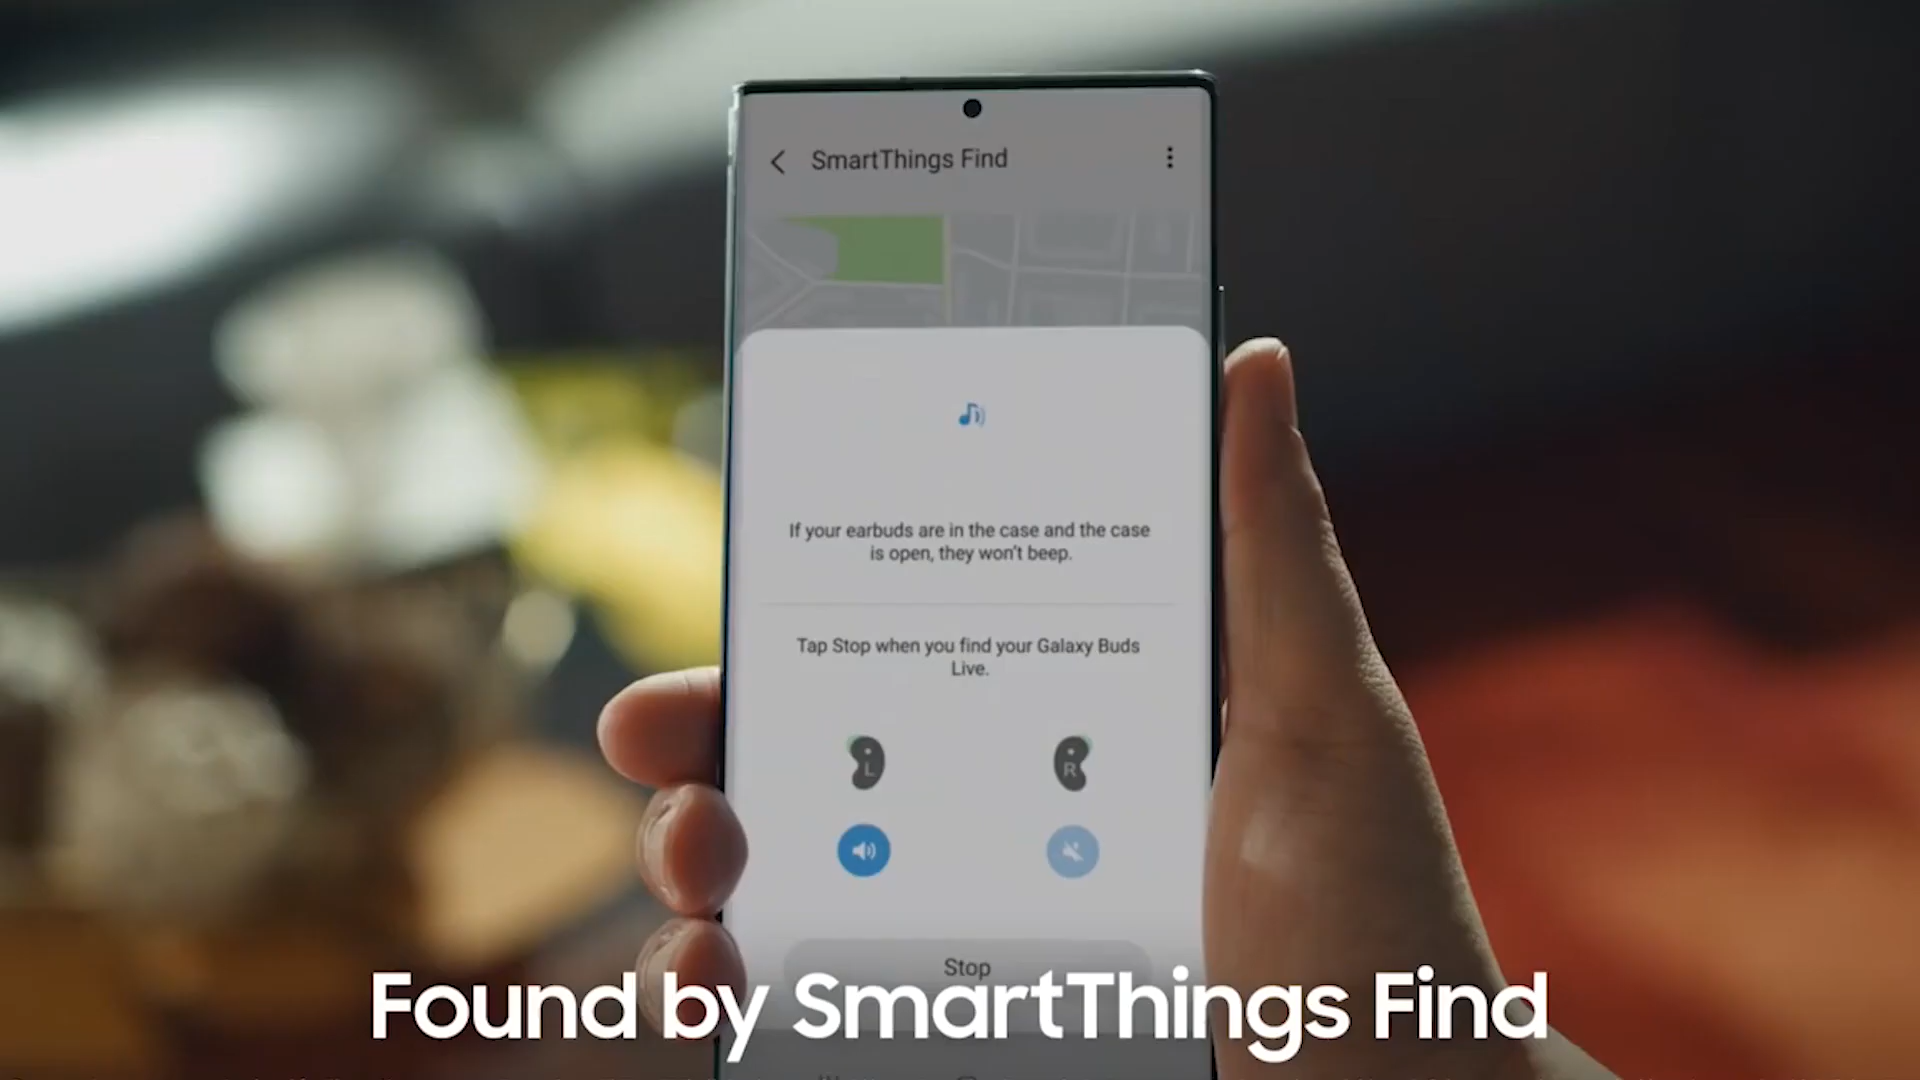 SmartThings Find
If your earbuds are in the case and the case
is open, they won't beep.
Tap Stop when you find your Galaxy Buds
Live.
L
R
Stop
Found by SmartThings Find